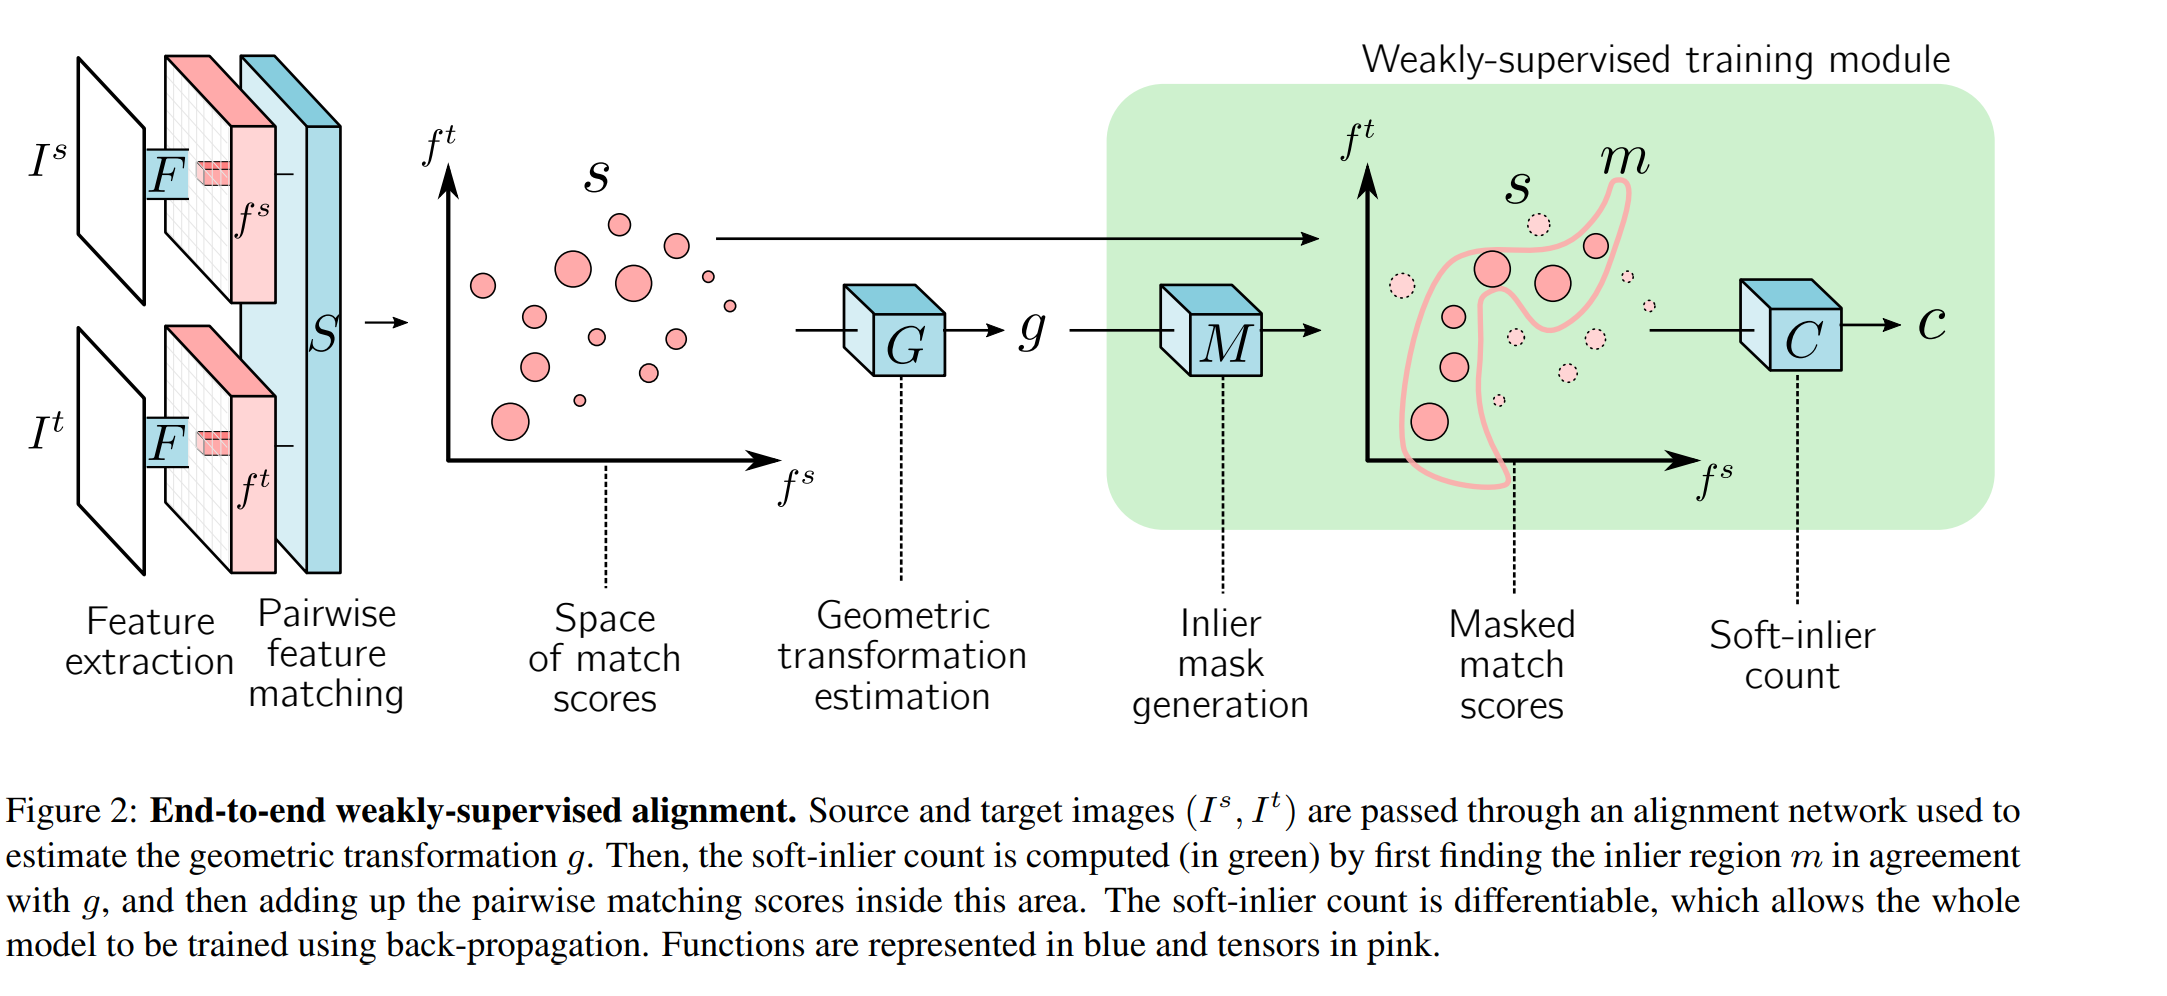 Weakly-supervised training module
I^s
F
f^s
I^t
F
f^t
S
f^t
s
f^s
G
g
M
f^t
s
m
f^s
C
c
Feature
extraction
Pairwise
feature
matching
Space
of match
scores
Geometric
transformation
estimation
Inlier
mask
generation
Masked
match
scores
Soft-inlier
count
Figure 2: End-to-end weakly-supervised alignment. Source and target images (I^s, I^t) are passed through an alignment network used to
estimate the geometric transformation g. Then, the soft-inlier count is computed (in green) by first finding the inlier region m in agreement
with g, and then adding up the pairwise matching scores inside this area. The soft-inlier count is differentiable, which allows the whole
model to be trained using back-propagation. Functions are represented in blue and tensors in pink.